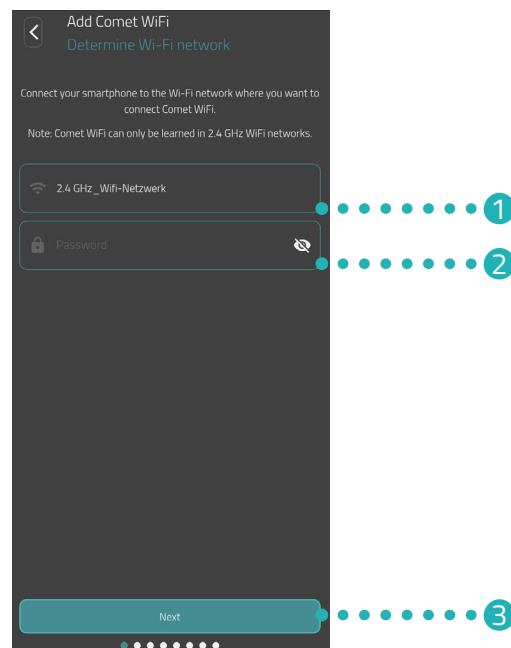 Add Comet WiFi
Determine Wi-Fi network
Connect your smartphone to the Wi-Fi network where you want to
connect Comet WiFi.
Note: Comet WiFi can only be learned in 2.4 GHz WiFi networks.
2.4 GHz_Wifi-Netzwerk
1
Password
2
Next
3